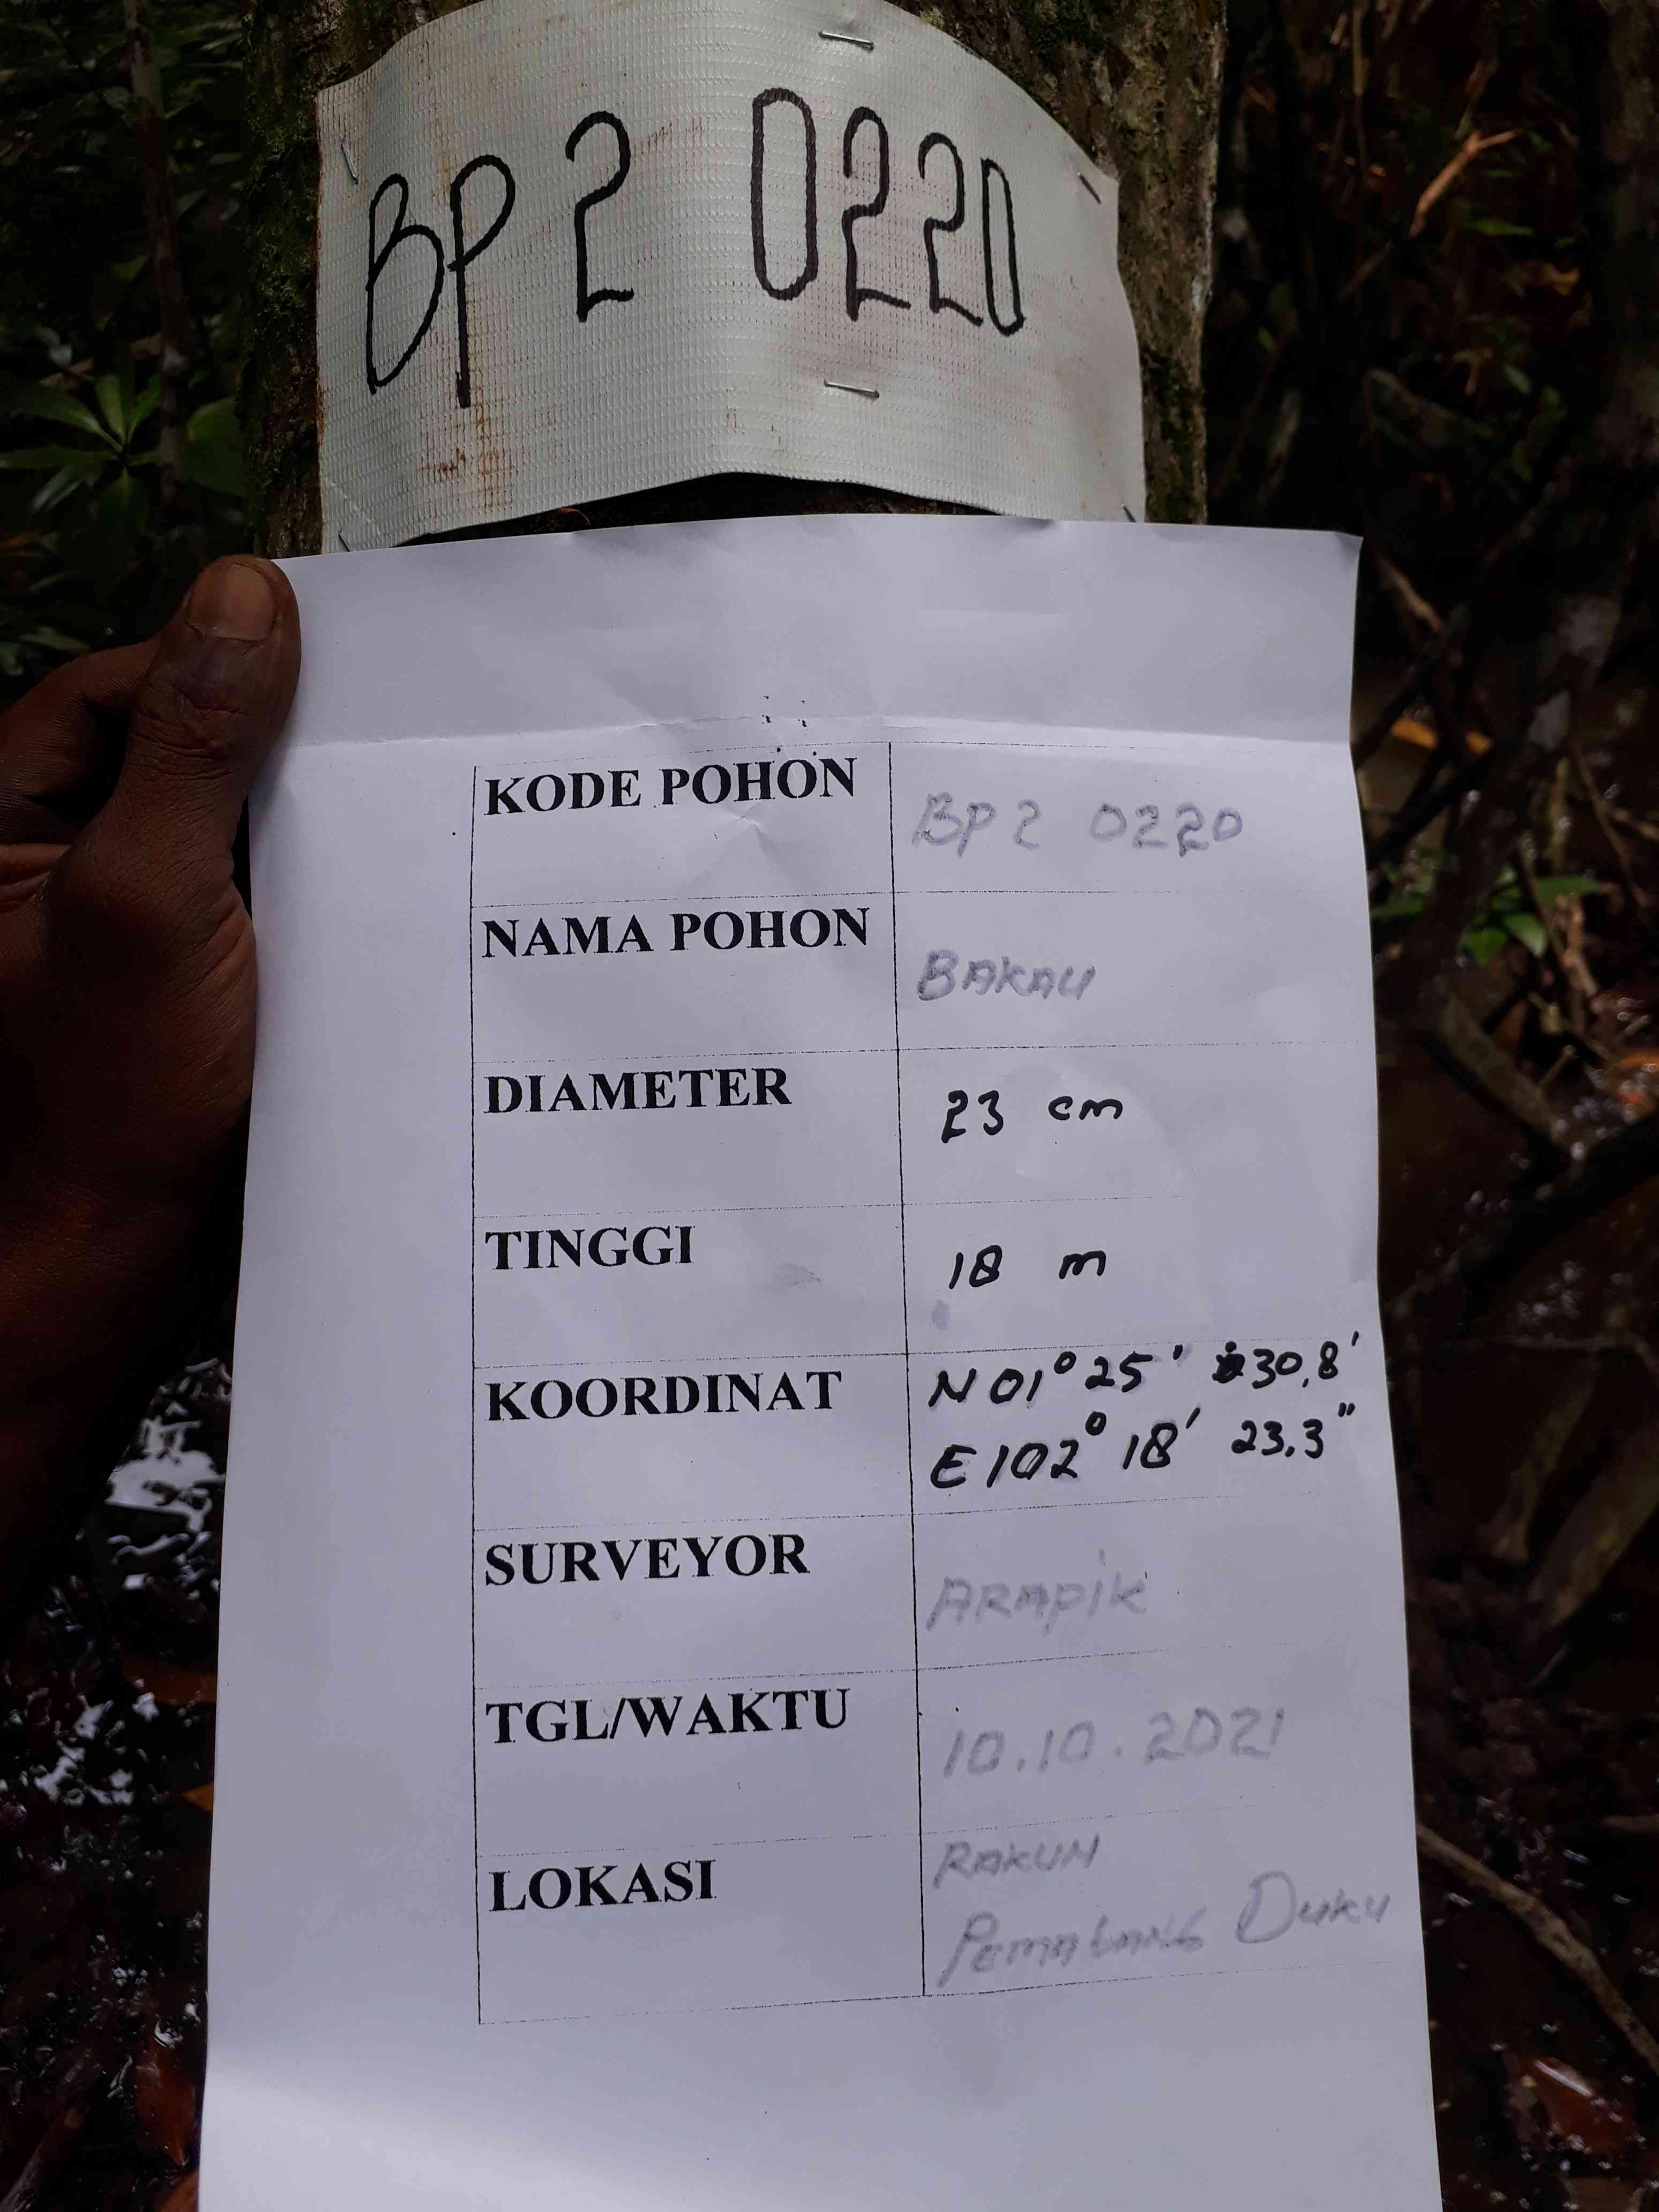 BP 2 0220
KODE POHON
BP 2 0220
NAMA POHON
BAKAU
DIAMETER
23 cm
TINGGI
18 m
KOORDINAT
N 01° 25' 30,8'
E 102° 18' 23.3"
SURVEYOR
ARAPIK
TGL/WAKTU
10.10.2021
LOKASI
RAKUN
PEMATANG DUKU